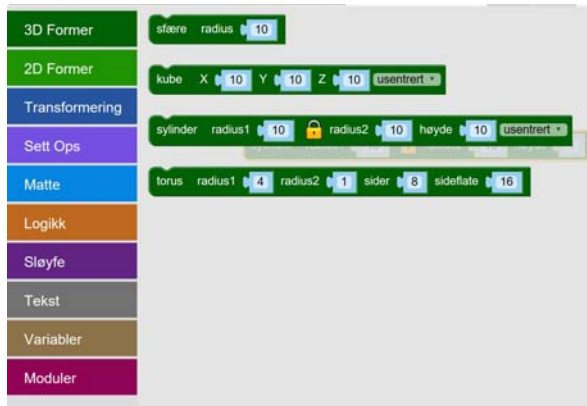 3D Former
2D Former
Transformering
Sett Ops
Matte
Logikk
Sløyfe
Tekst
Variabler
Moduler
sfære radius 10
kube X 10 Y 10 Z 10 usentrert
sylinder radius1 10 radius2 10 høyde 10 usentrert
torus radius1 4 radius2 1 sider 8 sideflate 16